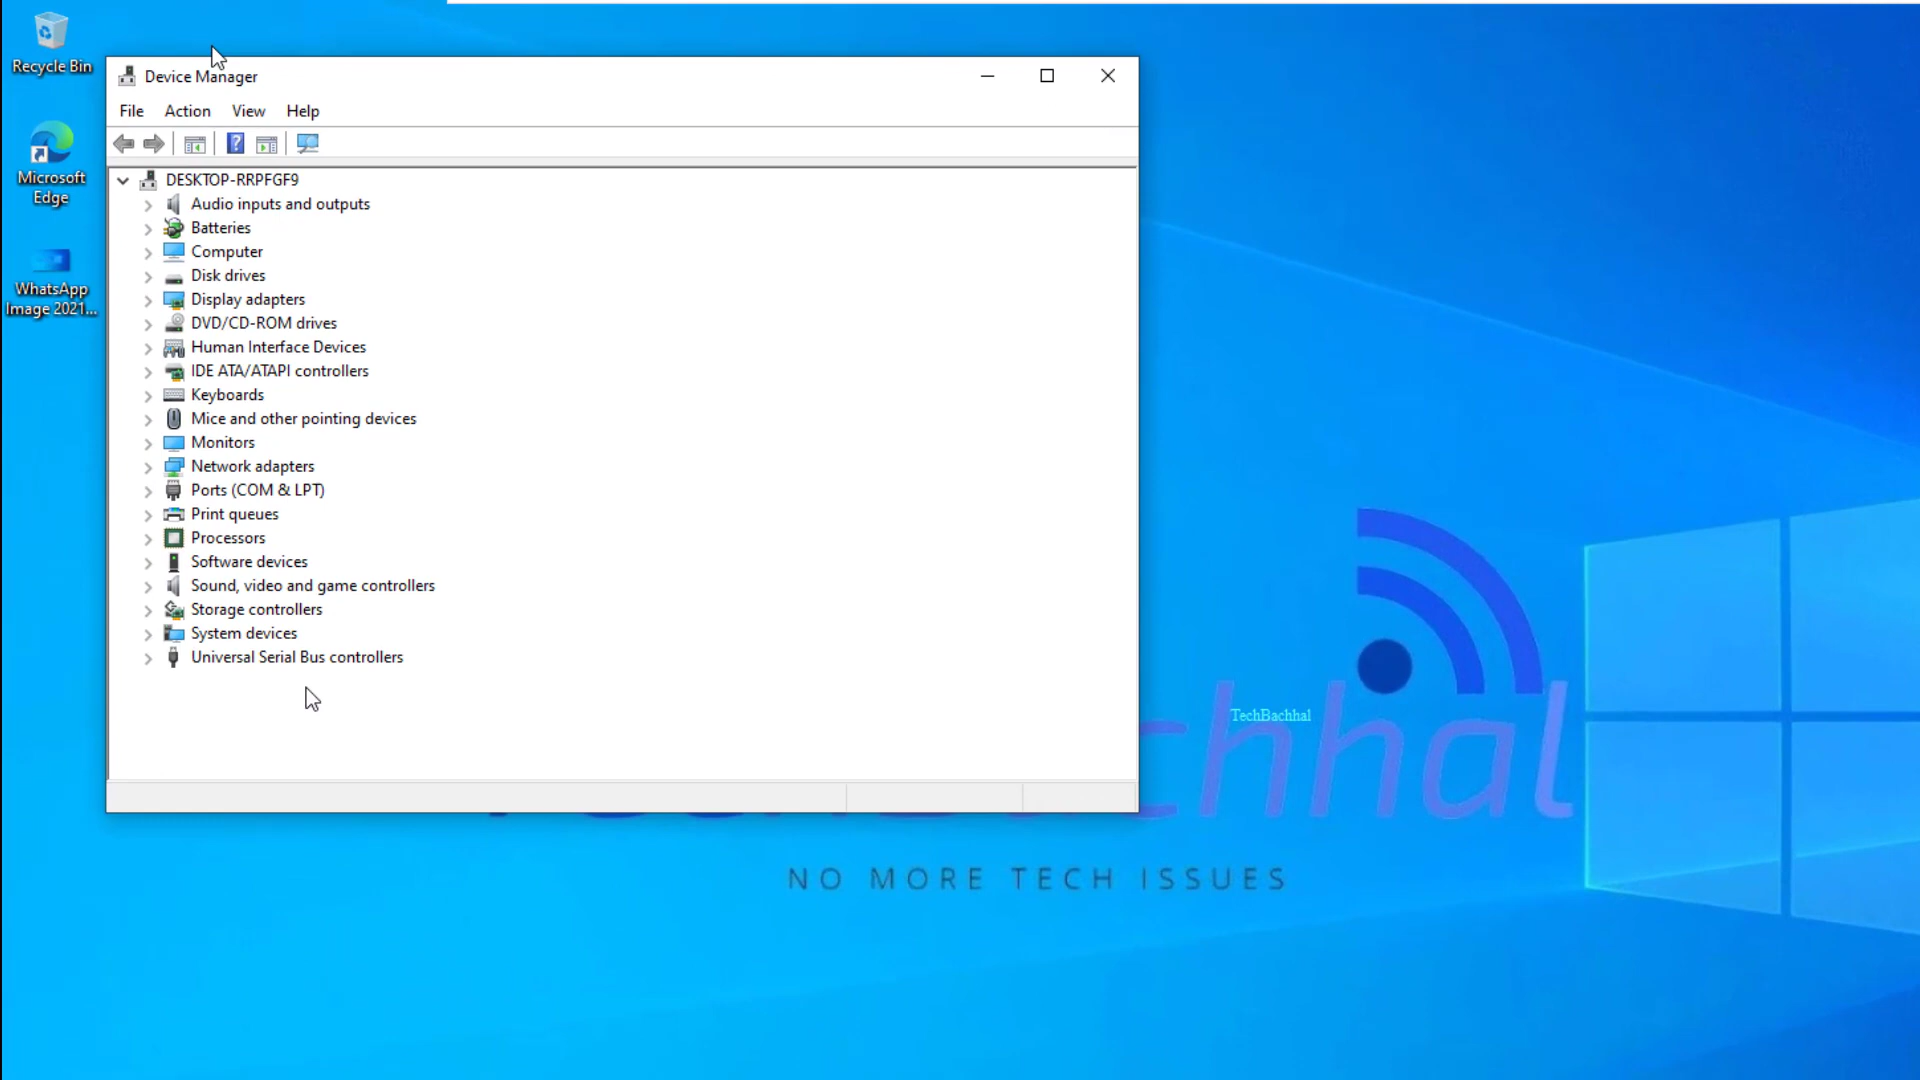 Recycle Bin
Microsoft
Edge
WhatsApp
Image 2021...
Device Manager
File Action View Help
DESKTOP-RRPFGF9
Audio inputs and outputs
Batteries
Computer
Disk drives
Display adapters
DVD/CD-ROM drives
Human Interface Devices
IDE ATA/ATAPI controllers
Keyboards
Mice and other pointing devices
Monitors
Network adapters
Ports (COM & LPT)
Print queues
Processors
Software devices
Sound, video and game controllers
Storage controllers
System devices
Universal Serial Bus controllers
TechBachhal
chhal
NO MORE TECH ISSUES